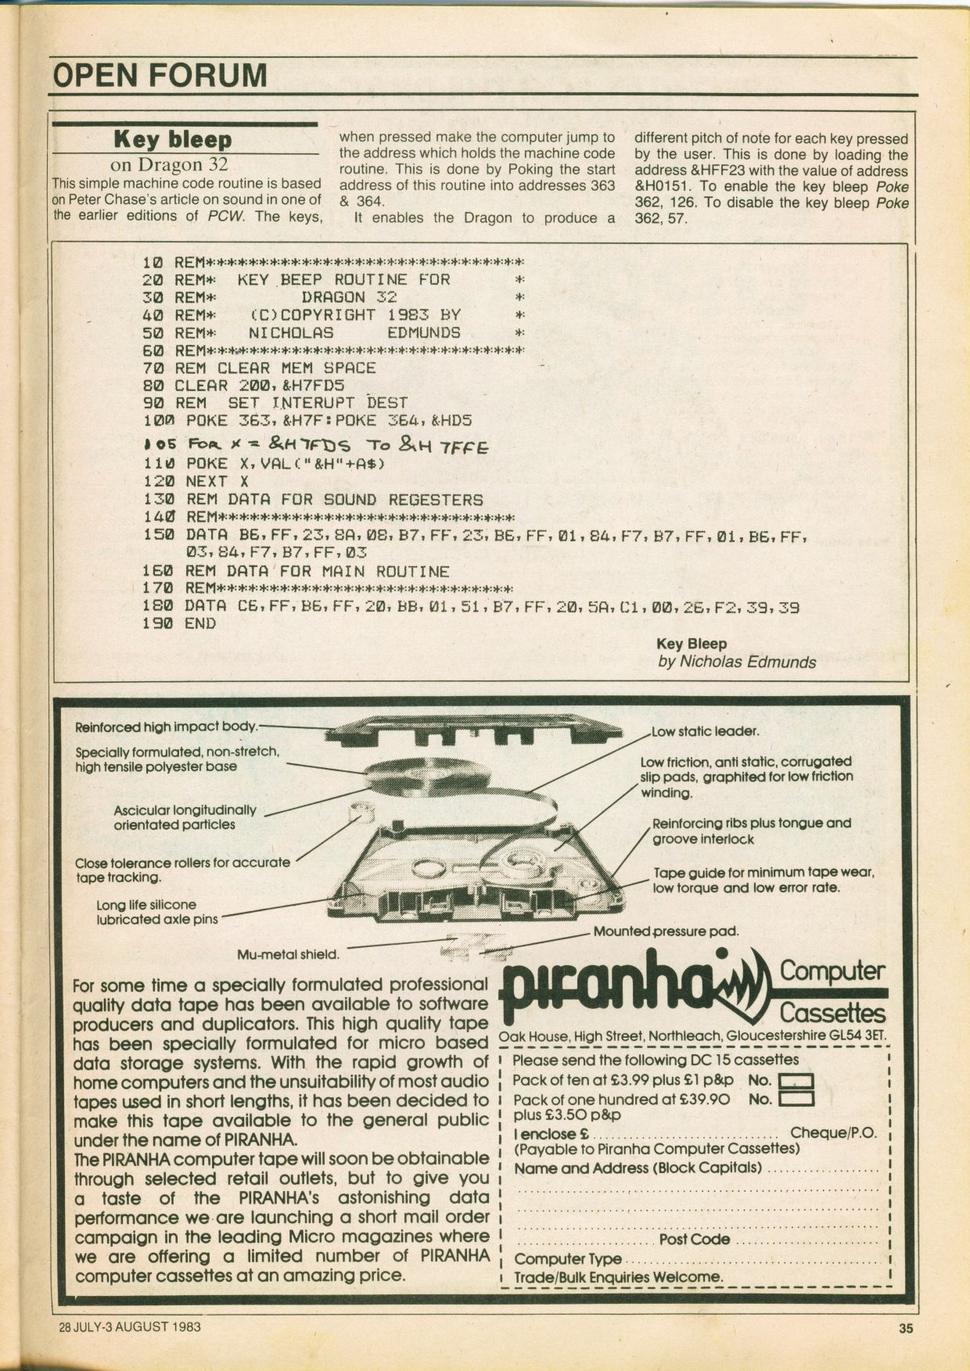 OPEN FORUM
Key bleep
on Dragon 32
This simple machine code routine is based
on Peter Chase's article on sound in one of
the earlier editions of PCW. The keys,
when pressed make the computer jump to
the address which holds the machine code
routine. This is done by Poking the start
address of this routine into addresses 363
& 364.
It enables the Dragon to produce a
different pitch of note for each key pressed
by the user. This is done by loading the
address &HFF23 with the value of address
&H0151. To enable the key bleep Poke
362, 126. To disable the key bleep Poke
362, 57.
10 REM*****************************
20 REM*  KEY BEEP ROUTINE FOR      *
30 REM*        DRAGON 32           *
40 REM*   (C)COPYRIGHT 1983 BY     *
50 REM*   NICHOLAS     EDMUNDS     *
60 REM*****************************
70 REM CLEAR MEM SPACE
80 CLEAR 200,&H7FD5
90 REM  SET INTERUPT DEST
100 POKE 363,&H7F:POKE 364,&HD5
105 FOR X = &H7FD5 TO &H 7FFE
110 POKE X,VAL("&H"+A$)
120 NEXT X
130 REM DATA FOR SOUND REGESTERS
140 REM***************************
150 DATA B6,FF,23,8A,08,B7,FF,23,B6,FF,01,84,F7,B7,FF,01,B6,FF,
03,84,F7,B7,FF,03
160 REM DATA FOR MAIN ROUTINE
170 REM***************************
180 DATA C6,FF,B6,FF,20,BB,01,51,B7,FF,20,5A,C1,00,26,F2,39,39
190 END
Key Bleep
by Nicholas Edmunds
Reinforced high impact body.
Specially formulated, non-stretch,
high tensile polyester base
Ascicular longitudinally
orientated particles
Close tolerance rollers for accurate
tape tracking.
Long life silicone
lubricated axle pins
Mu-metal shield.
Low static leader.
Low friction, anti static, corrugated
slip pads, graphited for low friction
winding.
Reinforcing ribs plus tongue and
groove interlock
Tape guide for minimum tape wear,
low torque and low error rate.
Mounted pressure pad.
For some time a specially formulated professional
quality data tape has been available to software
producers and duplicators. This high quality tape
has been specially formulated for micro based
data storage systems. With the rapid growth of
home computers and the unsuitability of most audio
tapes used in short lengths, it has been decided to
make this tape available to the general public
under the name of PIRANHA.
The PIRANHA computer tape will soon be obtainable
through selected retail outlets, but to give you
a taste of the PIRANHA's astonishing data
performance we are launching a short mail order
campaign in the leading Micro magazines where
we are offering a limited number of PIRANHA
computer cassettes at an amazing price.
piranha Computer
Cassettes
Oak House, High Street, Northleach, Gloucestershire GL54 3ET.
Please send the following DC 15 cassettes
Pack of ten at £3.99 plus £1 p&p No.
Pack of one hundred at £39.90 No.
plus £3.50 p&p
I enclose £.............................. Cheque/P.O.
(Payable to Piranha Computer Cassettes)
Name and Address (Block Capitals) ...................
Post Code ........................
Computer Type ...........................................
Trade/Bulk Enquiries Welcome.
28 JULY-3 AUGUST 1983
35